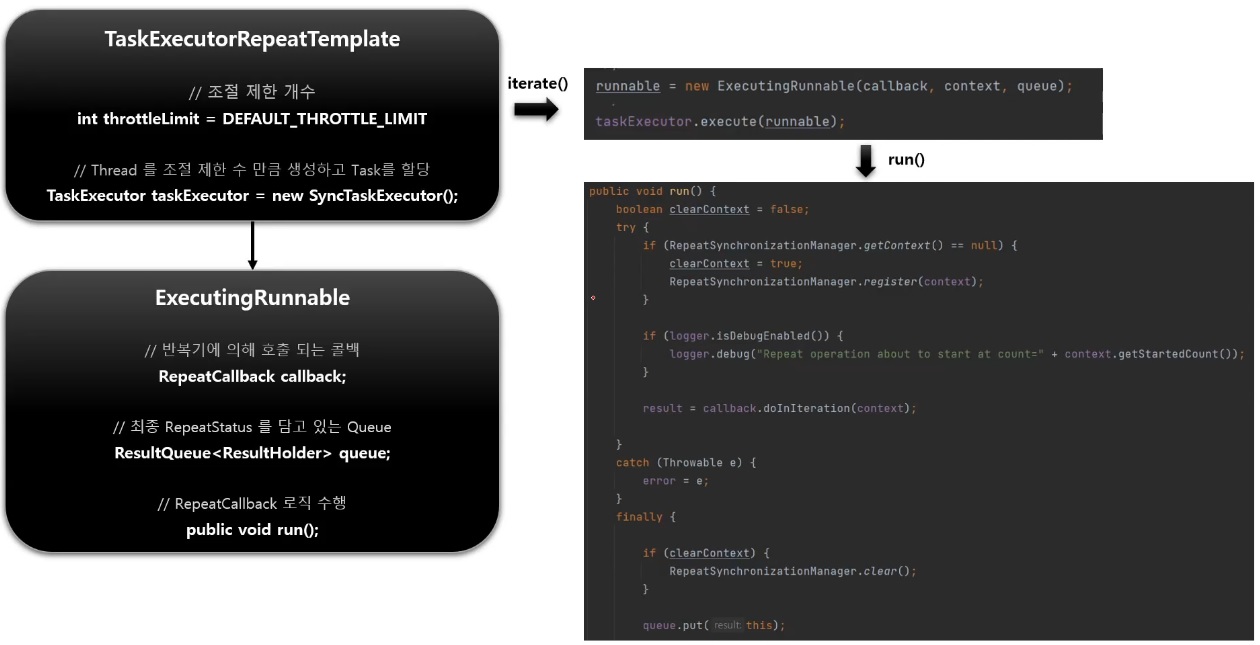 TaskExecutorRepeatTemplate
// 조절 제한 개수
int throttleLimit = DEFAULT_THROTTLE_LIMIT
// Thread 를 조절 제한 수 만큼 생성하고 Task를 할당
TaskExecutor taskExecutor = new SyncTaskExecutor();
ExecutingRunnable
// 반복기에 의해 호출 되는 콜백
RepeatCallback callback;
// 최종 RepeatStatus 를 담고 있는 Queue
ResultQueue<ResultHolder> queue;
// RepeatCallback 로직 수행
public void run();
iterate()
runnable = new ExecutingRunnable(callback, context, queue);
taskExecutor.execute(runnable);
run()
public void run() {
boolean clearContext = false;
try {
if (RepeatSynchronizationManager.getContext() == null) {
clearContext = true;
RepeatSynchronizationManager.register(context);
}
if (logger.isDebugEnabled()) {
logger.debug("Repeat operation about to start at count=" + context.getStartedCount());
}
result = callback.doInIteration(context);
}
catch (Throwable e) {
error = e;
}
finally {
if (clearContext) {
RepeatSynchronizationManager.clear();
}
queue.put( result: this);